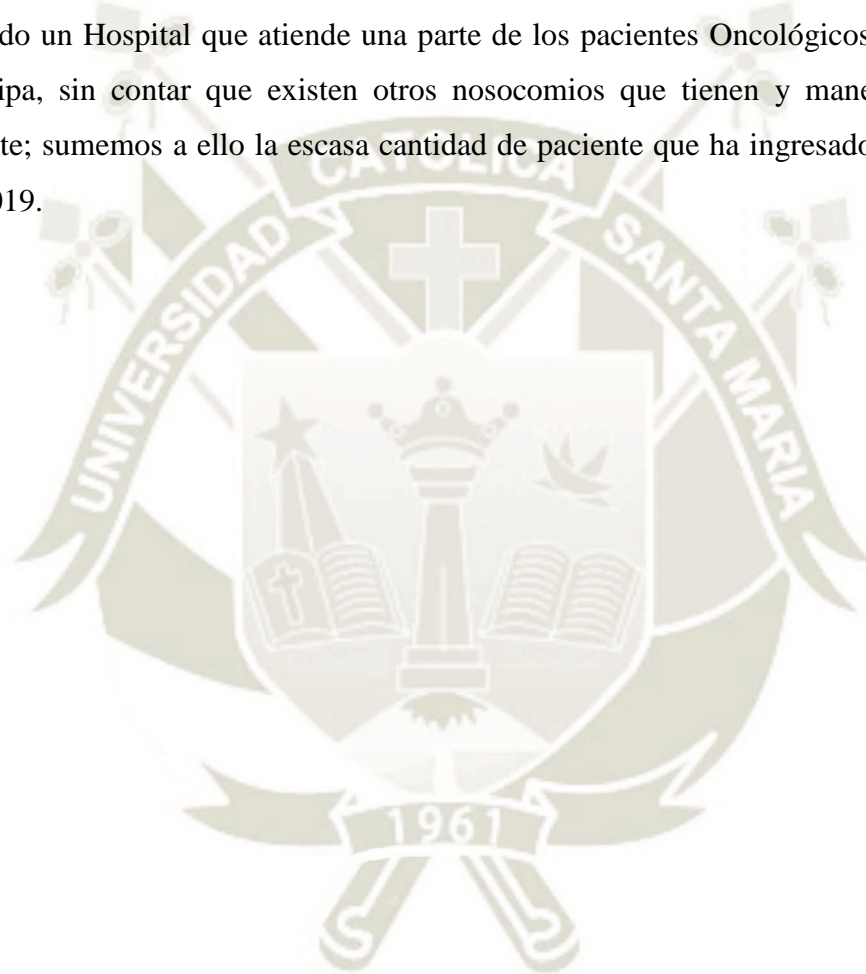 do un Hospital que atiende una parte de los pacientes Oncológicos
ipa, sin contar que existen otros nosocomios que tienen y mane
te; sumemos a ello la escasa cantidad de paciente que ha ingresado
019.
UNIVERSIDAD CATOLICA SANTA MARIA
1961